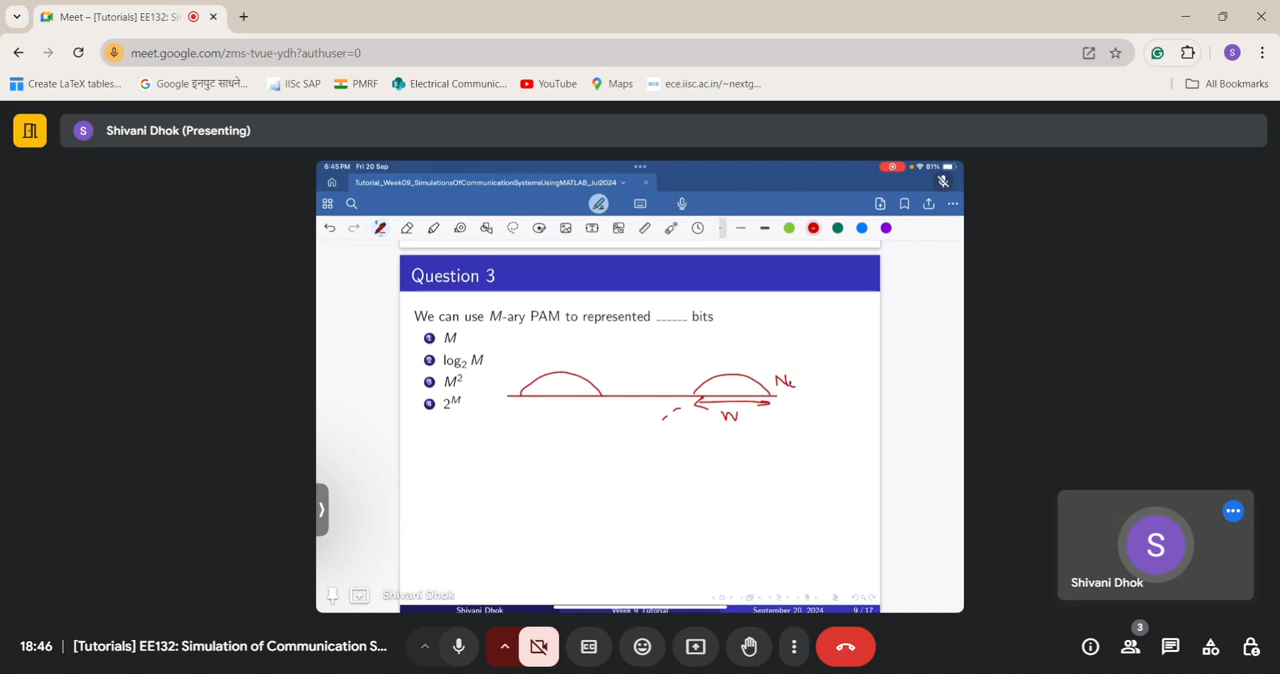 Meet – [Tutorials] EE132: Si
meet.google.com/zms-tvue-ydh?authuser=0
Create LaTeX tables... Google इनपुट साधने... IISc SAP PMRF Electrical Communic... YouTube Maps ece.iisc.ac.in/~nextg... All Bookmarks
S Shivani Dhok (Presenting)
6:45 PM Fri 20 Sep 81%
Tutorial_Week09_SimulationsOfCommunicationSystemsUsingMATLAB_Jul2024
Question 3
We can use M-ary PAM to represented ______ bits
1 M
2 log₂ M
3 M²
4 2ᴹ
W
Shivani Dhok
Shivani Dhok Week 9 Tutorial September 20, 2024 9 / 17
S
Shivani Dhok
3
18:46 | [Tutorials] EE132: Simulation of Communication S...